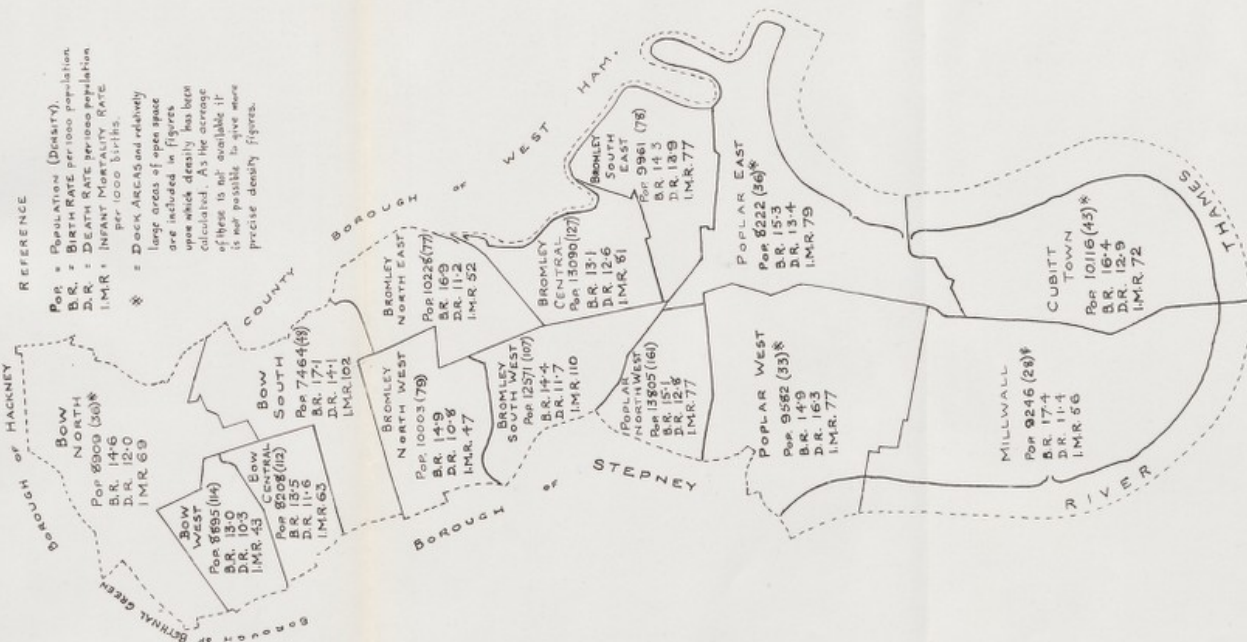 REFERENCE
POP. = POPULATION (DENSITY).
B.R. = BIRTH RATE per 1000 population
D.R. = DEATH RATE per 1000 population
I.M.R = INFANT MORTALITY RATE
per 1000 births.
* = DOCK AREAS and relatively
large areas of open space
are included in figures
upon which density has been
calculated. As the acreage
of these is not available it
is not possible to give more
precise density figures.
BOROUGH OF HACKNEY
BOROUGH OF BETHNAL GREEN
COUNTY BOROUGH OF WEST HAM.
BOROUGH OF STEPNEY
RIVER THAMES
BOW
NORTH
POP 8909 (36)*
B.R. 14.6
D.R. 12.0
I.M.R 69
BOW
WEST
POP. 8895 (114)
B.R. 13.0
D.R. 10.3
I.M.R. 43
BOW
CENTRAL
POP. 8208 (112)
B.R. 13.5
D.R. 11.6
I.M.R. 63
BOW
SOUTH
POP. 7464 (48)
B.R. 17.1
D.R. 14.1
I.M.R. 102
BROMLEY
NORTH WEST
POP. 10003 (79)
B.R. 14.9
D.R. 10.8
I.M.R. 47
BROMLEY
NORTH EAST
POP. 10228 (77)
B.R. 16.9
D.R. 11.2
I.M.R 52
BROMLEY
SOUTH WEST
POP. 12571 (107)
B.R. 14.4
D.R. 11.7
I.M.R. 110
BROMLEY
CENTRAL
POP. 13090 (127)
B.R. 13.1
D.R. 12.6
I.M.R 81
BROMLEY
SOUTH
EAST
POP. 9961 (78)
B.R. 14.3
D.R. 12.9
I.M.R. 77
POPLAR
NORTH WEST
POP. 13805 (161)
B.R. 15.1
D.R. 12.8
I.M.R. 77
POPLAR EAST
POP. 8222 (36)*
B.R. 15.3
D.R. 13.4
I.M.R. 79
POPLAR WEST
POP. 9582 (33)*
B.R. 14.9
D.R. 16.3
I.M.R. 77
MILLWALL
POP. 9246 (28)*
B.R. 17.4
D.R. 11.4
I.M.R. 56
CUBITT
TOWN
POP. 10116 (43)*
B.R. 16.4
D.R. 12.9
I.M.R. 72